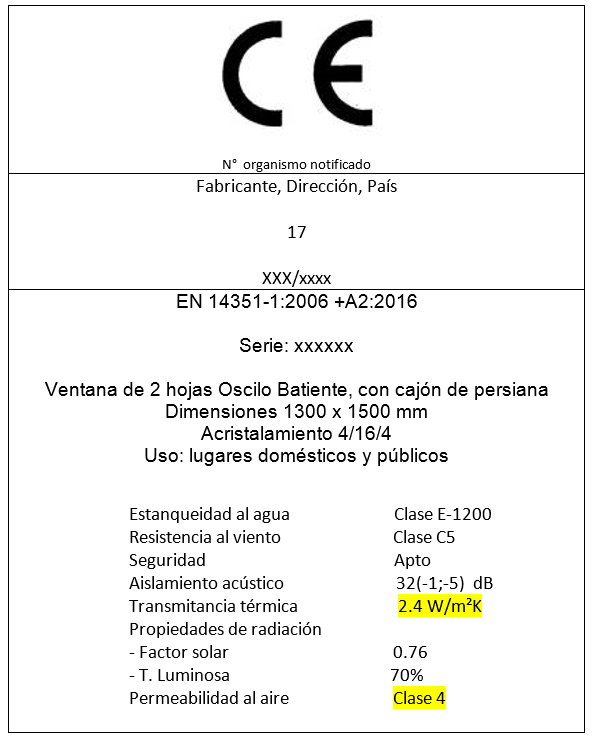 CE
N° organismo notificado
Fabricante, Dirección, País
17
XXX/xxxx
EN 14351-1:2006 +A2:2016
Serie: xxxxxx
Ventana de 2 hojas Oscilo Batiente, con cajón de persiana
Dimensiones 1300 x 1500 mm
Acristalamiento 4/16/4
Uso: lugares domésticos y públicos
Estanqueidad al agua Clase E-1200
Resistencia al viento Clase C5
Seguridad Apto
Aislamiento acústico 32(-1;-5) dB
Transmitancia térmica 2.4 W/m²K
Propiedades de radiación
- Factor solar 0.76
- T. Luminosa 70%
Permeabilidad al aire Clase 4